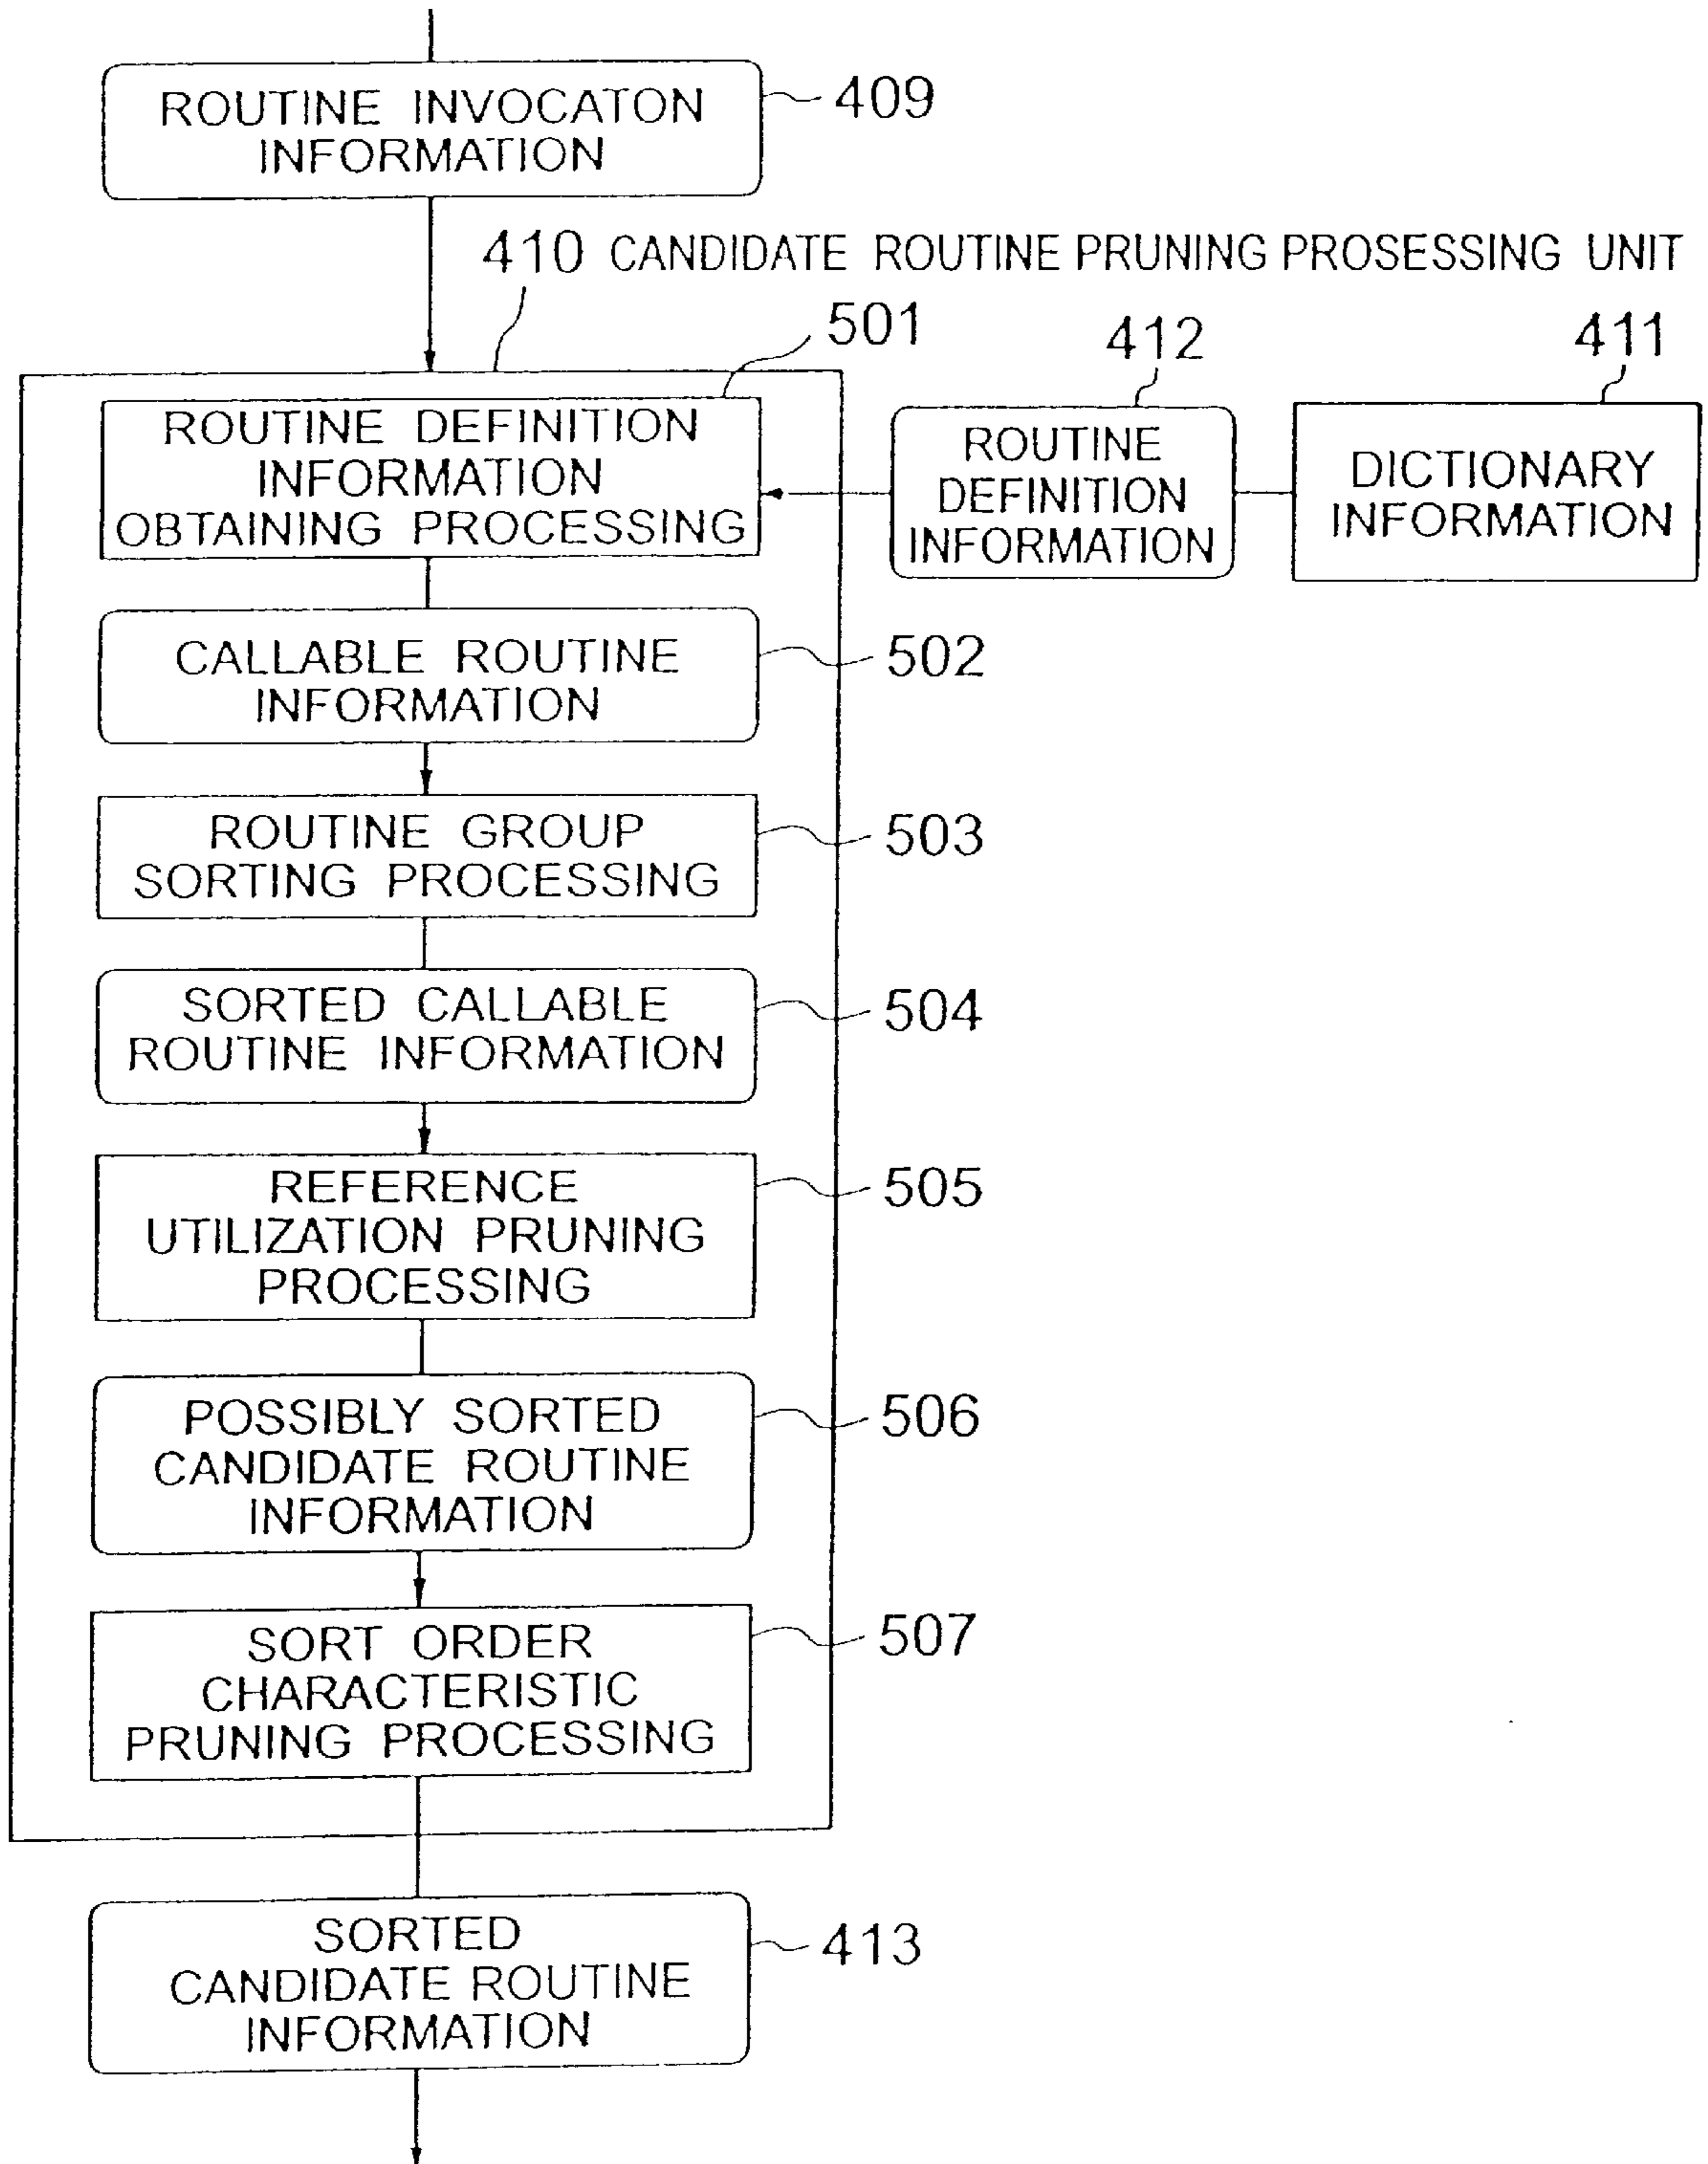 ROUTINE INVOCATON
INFORMATION
409
410 CANDIDATE ROUTINE PRUNING PROSESSING UNIT
501
412
411
ROUTINE DEFINITION
INFORMATION
OBTAINING PROCESSING
ROUTINE
DEFINITION
INFORMATION
DICTIONARY
INFORMATION
CALLABLE ROUTINE
INFORMATION
502
ROUTINE GROUP
SORTING PROCESSING
503
SORTED CALLABLE
ROUTINE INFORMATION
504
REFERENCE
UTILIZATION PRUNING
PROCESSING
505
POSSIBLY SORTED
CANDIDATE ROUTINE
INFORMATION
506
SORT ORDER
CHARACTERISTIC
PRUNING PROCESSING
507
SORTED
CANDIDATE ROUTINE
INFORMATION
413